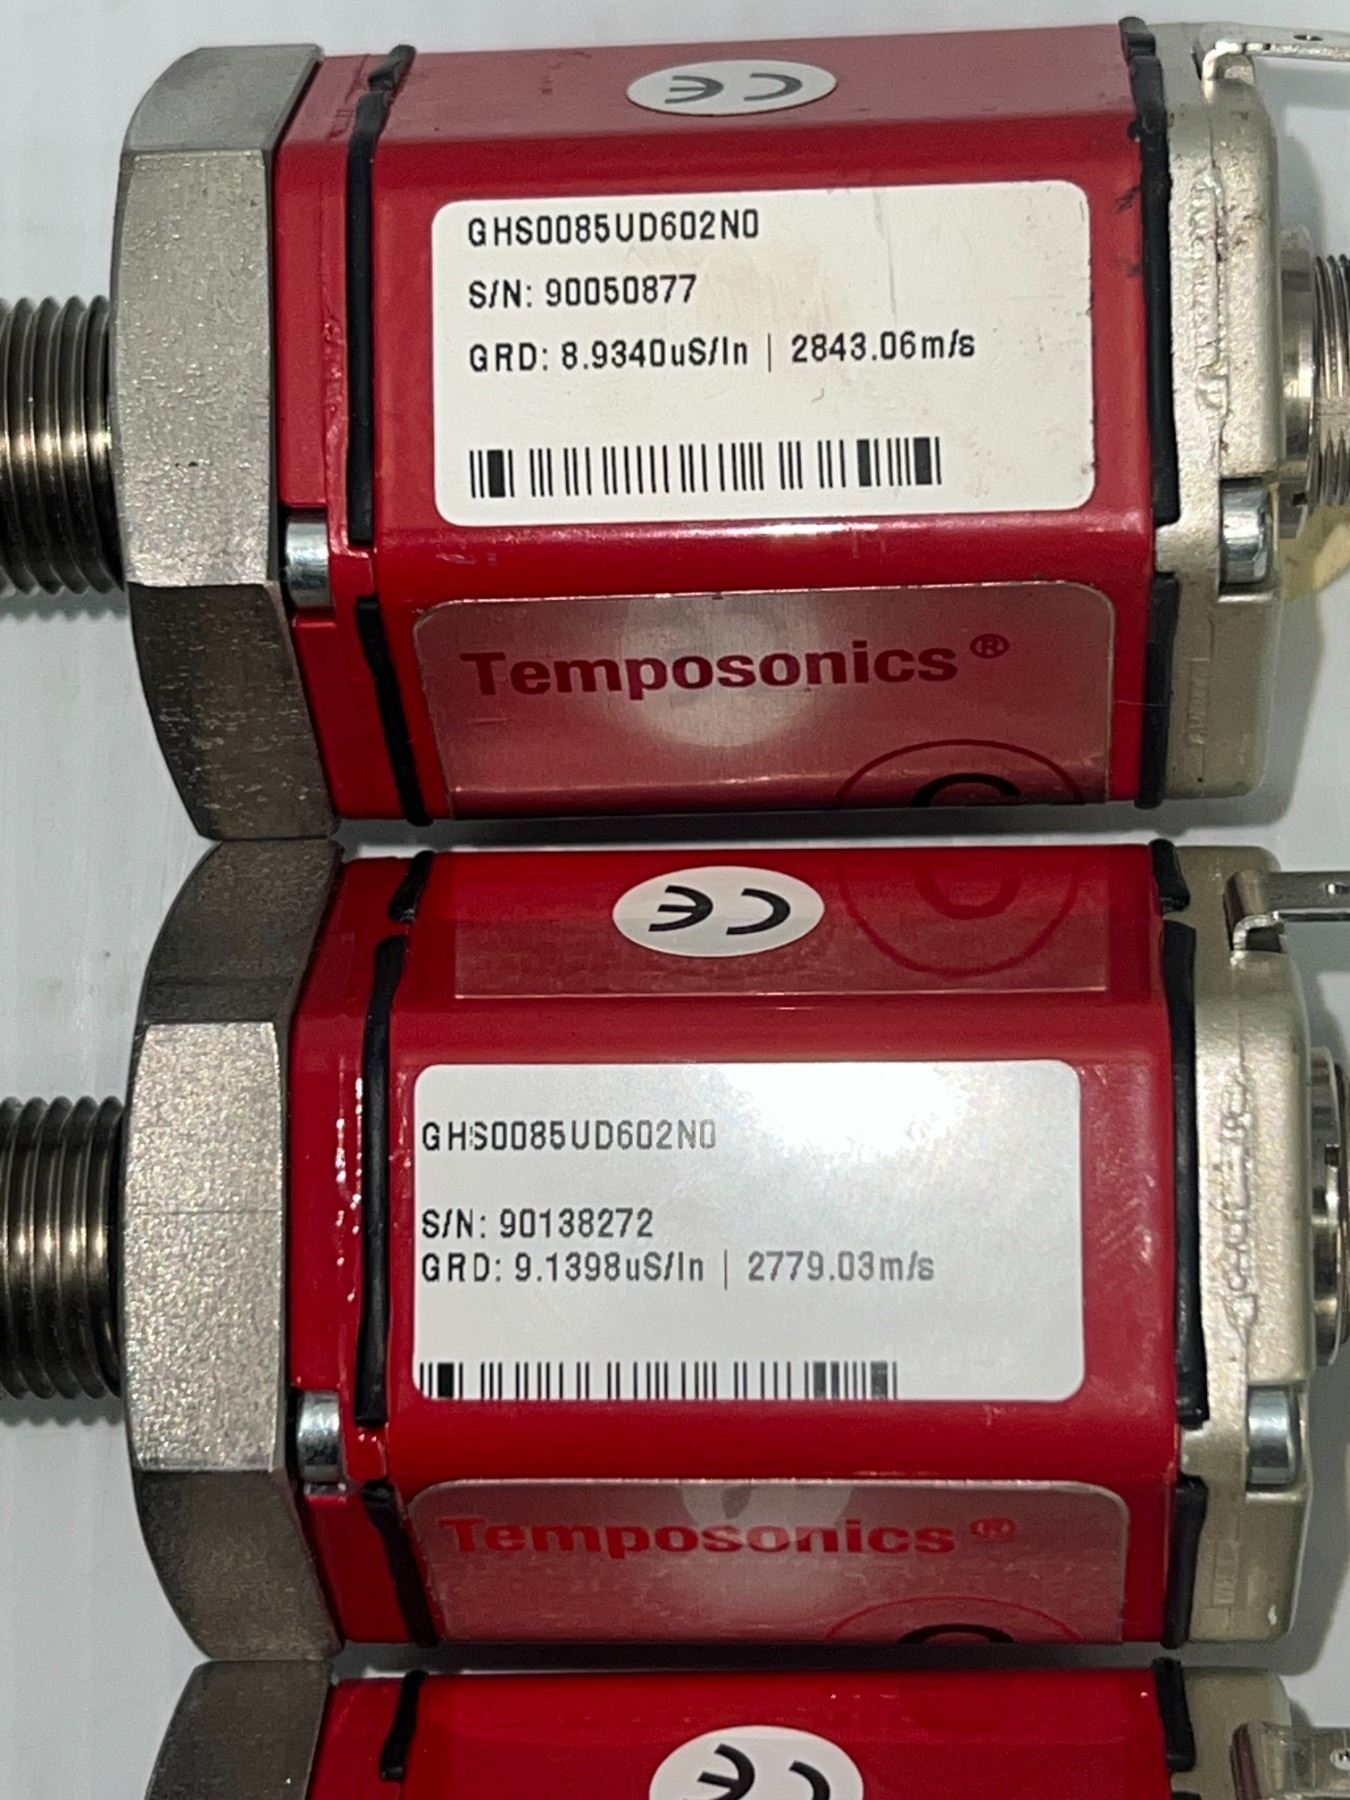 CE
GHS0085UD602N0
S/N: 90050877
GRD: 8.9340uS/In | 2843.06m/s
Temposonics®
CE
GHS0085UD602N0
S/N: 90138272
GRD: 9.1398uS/In | 2779.03m/s
Temposonics®
CE